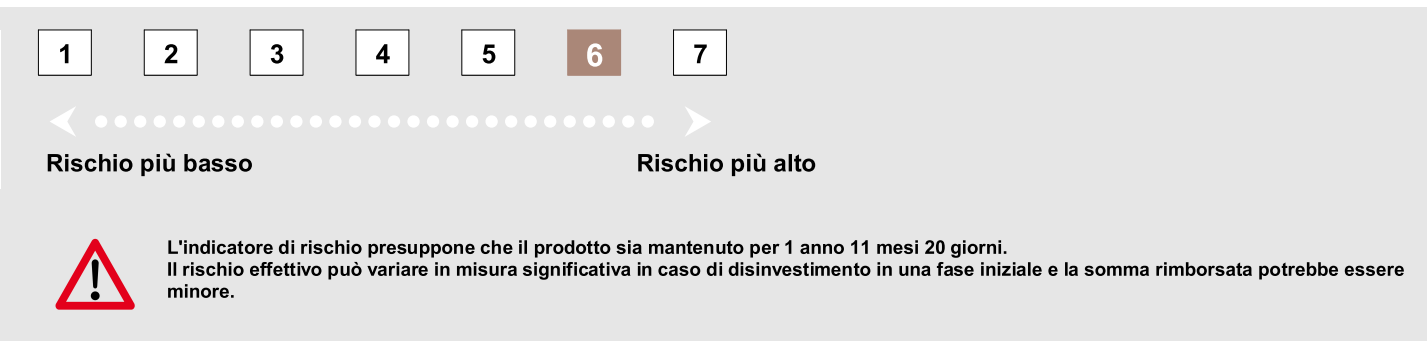 1 2 3 4 5 6 7
Rischio più basso Rischio più alto
L'indicatore di rischio presuppone che il prodotto sia mantenuto per 1 anno 11 mesi 20 giorni.
Il rischio effettivo può variare in misura significativa in caso di disinvestimento in una fase iniziale e la somma rimborsata potrebbe essere
minore.